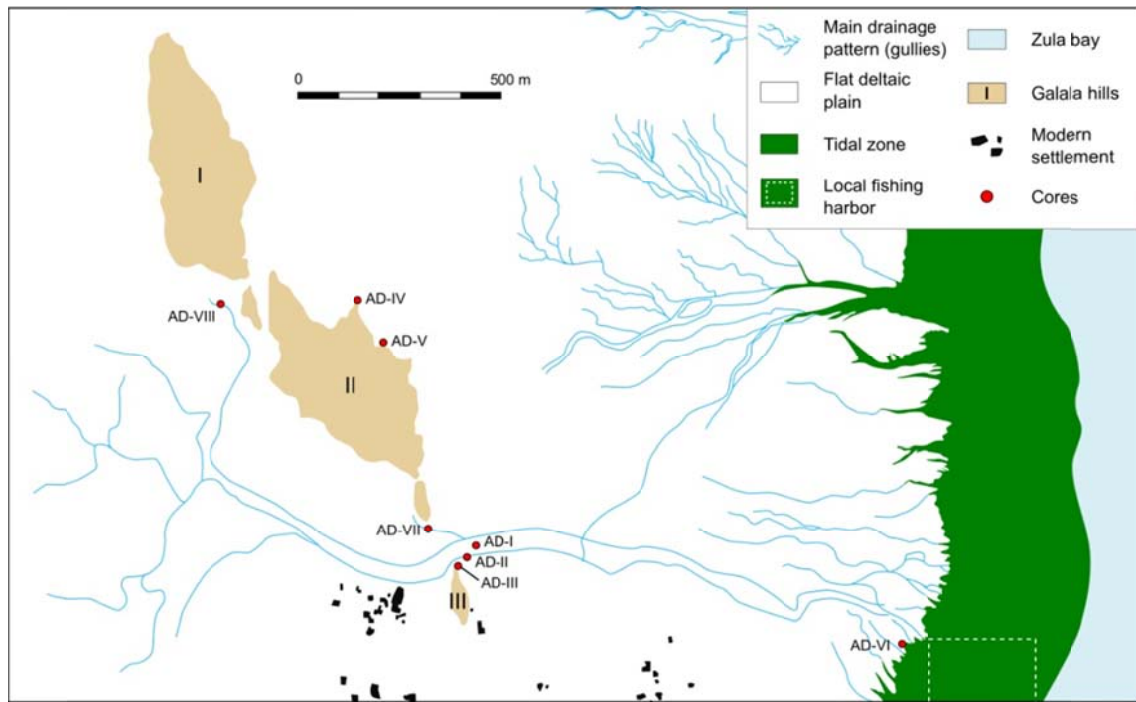 0
500 m
Main drainage
pattern (gullies)
Flat deltaic
plain
Tidal zone
Local fishing
harbor
Zula bay
I
Galala hills
Modern
settlement
Cores
I
AD-VIII
AD-IV
AD-V
II
AD-VII
AD-I
AD-II
AD-III
III
AD-VI